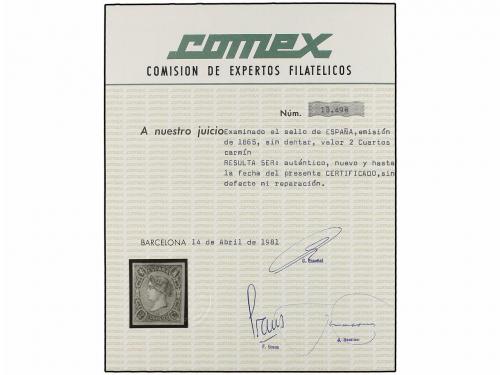 comex
COMISION DE EXPERTOS FILATELICOS
Núm. 13.498
A nuestro juicio Examinado el sello de ESPAÑA,emisión
de 1865, sin dentar, valor 2 Cuartos
carmín
RESULTA SER: auténtico, nuevo y hasta
la fecha del presente CERTIFICADO,sin
defecto mi reparación.
BARCELONA 14 de Abril de 1981